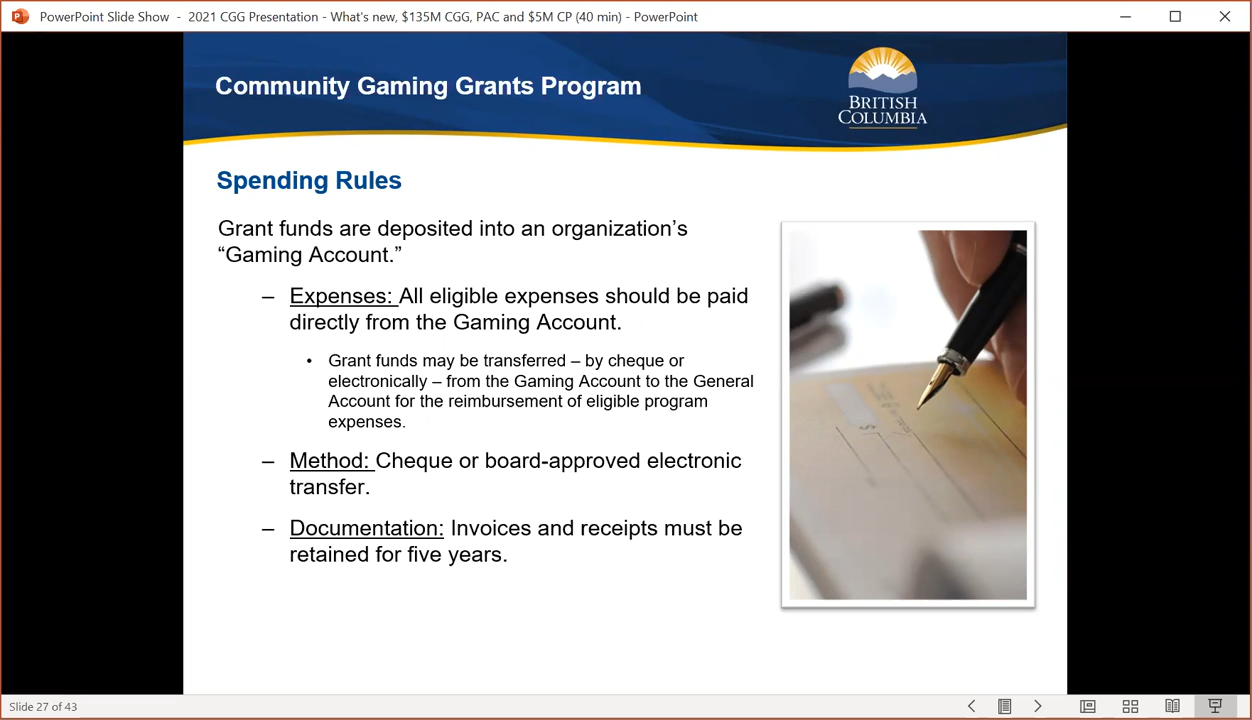 PowerPoint Slide Show - 2021 CGG Presentation - What's new, $135M CGG, PAC and $5M CP (40 min) - PowerPoint
Community Gaming Grants Program
BRITISH
COLUMBIA
Spending Rules
Grant funds are deposited into an organization’s
“Gaming Account.”
– Expenses: All eligible expenses should be paid
directly from the Gaming Account.
• Grant funds may be transferred – by cheque or
electronically – from the Gaming Account to the General
Account for the reimbursement of eligible program
expenses.
– Method: Cheque or board-approved electronic
transfer.
– Documentation: Invoices and receipts must be
retained for five years.
Slide 27 of 43